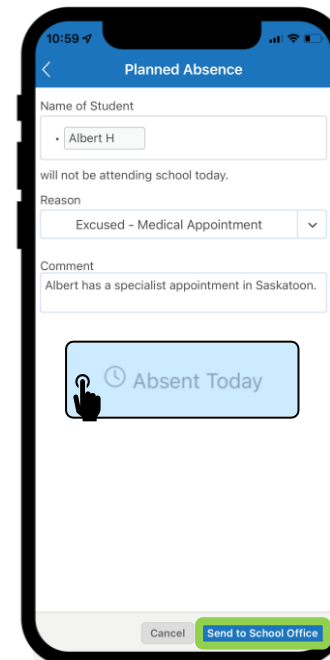 10:59
Planned Absence
Name of Student
• Albert H
will not be attending school today.
Reason
Excused - Medical Appointment
Comment
Albert has a specialist appointment in Saskatoon.
Absent Today
Cancel Send to School Office